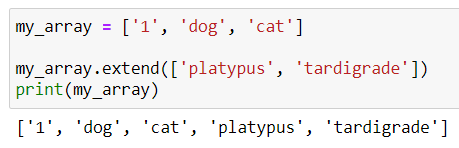 my_array = ['1', 'dog', 'cat']
my_array.extend(['platypus', 'tardigrade'])
print(my_array)
['1', 'dog', 'cat', 'platypus', 'tardigrade']